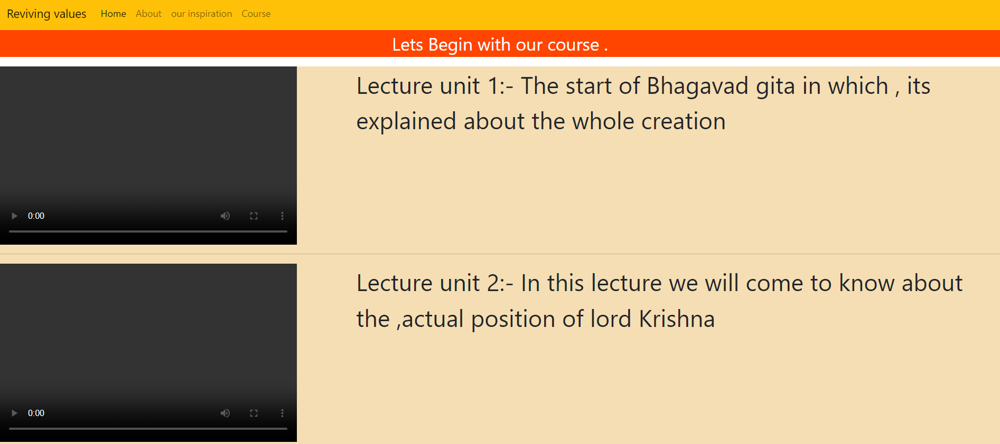 Reviving values Home About our inspiration Course
Lets Begin with our course .
Lecture unit 1:- The start of Bhagavad gita in which , its
explained about the whole creation
0:00
Lecture unit 2:- In this lecture we will come to know about
the ,actual position of lord Krishna
0:00